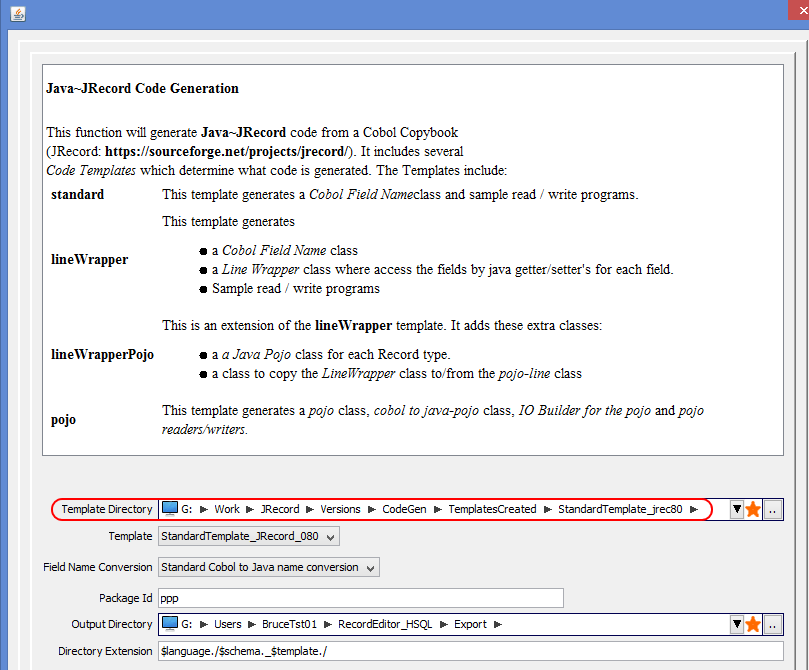 Java~JRecord Code Generation
This function will generate Java~JRecord code from a Cobol Copybook
(JRecord: https://sourceforge.net/projects/jrecord/). It includes several
Code Templates which determine what code is generated. The Templates include:
standard This template generates a Cobol Field Nameclass and sample read / write programs.
This template generates
● a Cobol Field Name class
lineWrapper
● a Line Wrapper class where access the fields by java getter/setter's for each field.
● Sample read / write programs
This is an extension of the lineWrapper template. It adds these extra classes:
lineWrapperPojo
● a a Java Pojo class for each Record type.
● a class to copy the LineWrapper class to/from the pojo-line class
pojo
This template generates a pojo class, cobol to java-pojo class, IO Builder for the pojo and pojo
readers/writers.
Template Directory G: ▶ Work ▶ JRecord ▶ Versions ▶ CodeGen ▶ TemplatesCreated ▶ StandardTemplate_jrec80 ▶ ..
Template StandardTemplate_JRecord_080
Field Name Conversion Standard Cobol to Java name conversion
Package Id ppp
Output Directory G: ▶ Users ▶ BruceTst01 ▶ RecordEditor_HSQL ▶ Export ▶ ..
Directory Extension $language./$schema._$template./